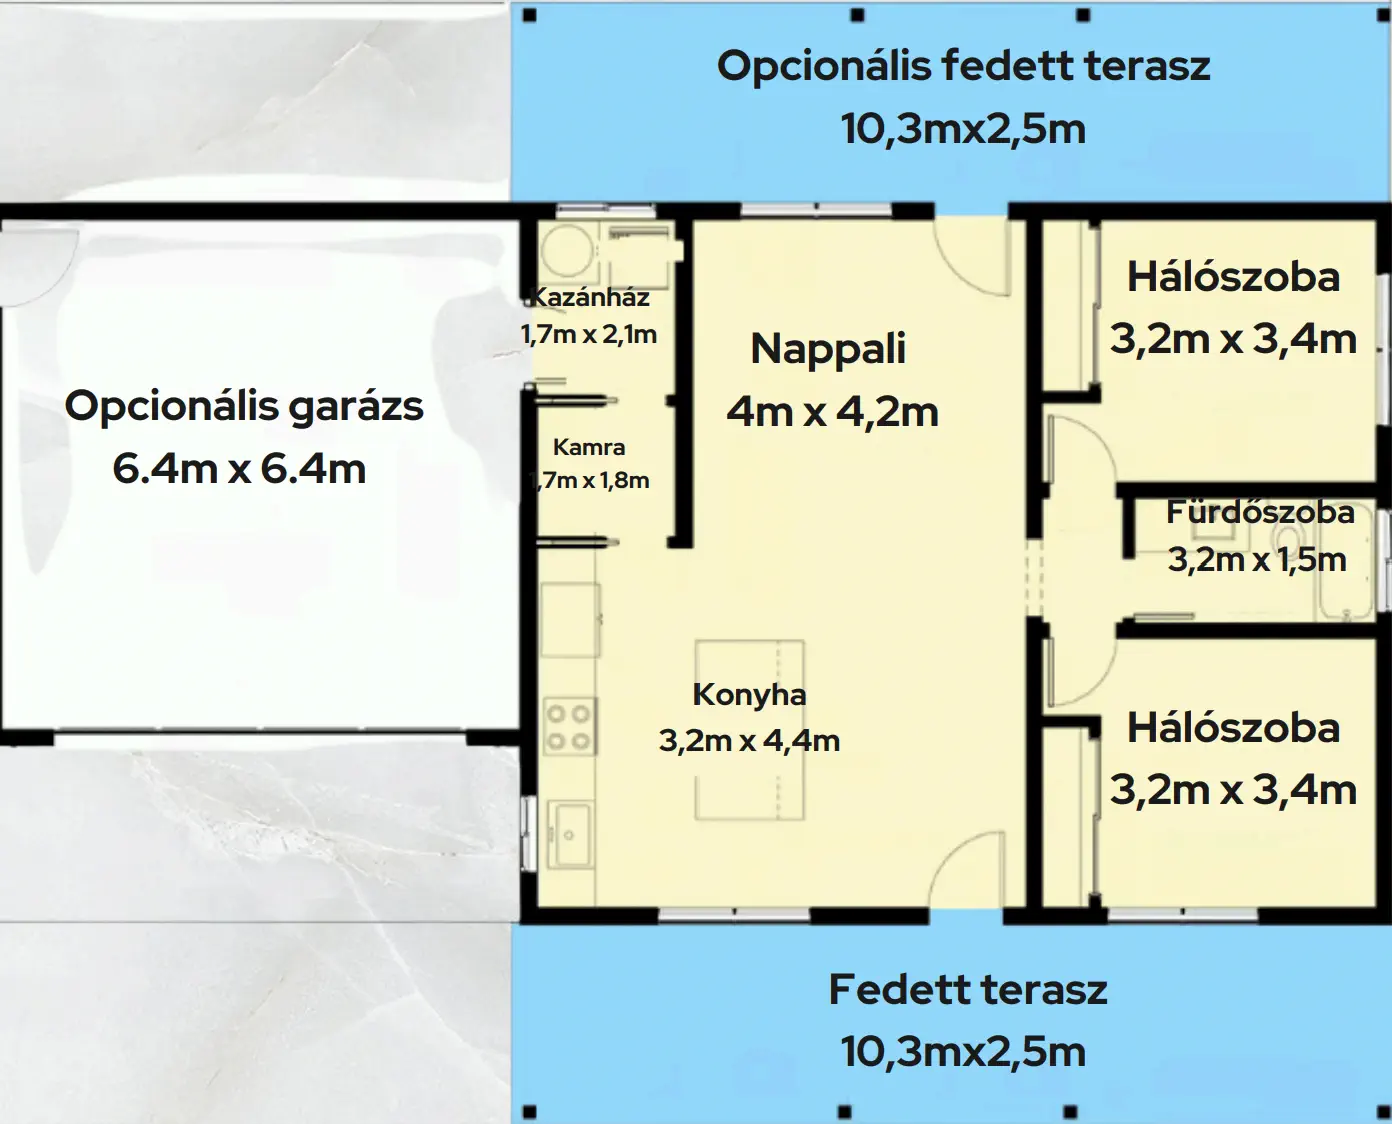 Opcionális fedett terasz
10,3mx2,5m
Kazánház
1,7m x 2,1m
Nappali
4m x 4,2m
Hálószoba
3,2m x 3,4m
Opcionális garázs
6.4m x 6.4m
Kamra
,7m x 1,8m
Fürdőszoba
3,2m x 1,5m
Konyha
3,2m x 4,4m
Hálószoba
3,2m x 3,4m
Fedett terasz
10,3mx2,5m